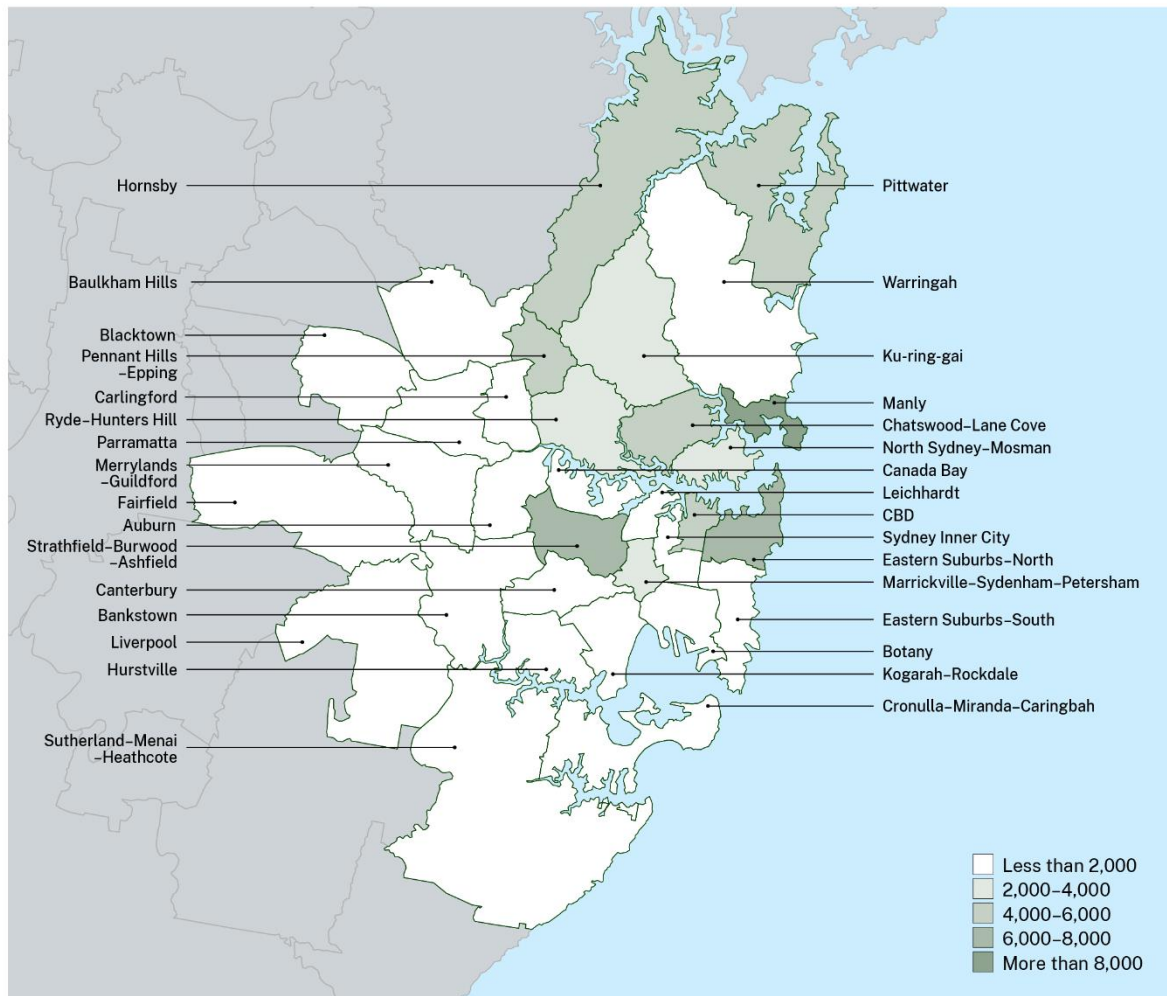 Hornsby
Baulkham Hills
Blacktown
Pennant Hills
–Epping
Carlingford
Ryde–Hunters Hill
Parramatta
Merrylands
–Guildford
Fairfield
Auburn
Strathfield–Burwood
–Ashfield
Canterbury
Bankstown
Liverpool
Hurstville
Sutherland–Menai
–Heathcote
Pittwater
Warringah
Ku-ring-gai
Manly
Chatswood–Lane Cove
North Sydney–Mosman
Canada Bay
Leichhardt
CBD
Sydney Inner City
Eastern Suburbs–North
Marrickville–Sydenham–Petersham
Eastern Suburbs–South
Botany
Kogarah–Rockdale
Cronulla–Miranda–Caringbah
Less than 2,000
2,000–4,000
4,000–6,000
6,000–8,000
More than 8,000